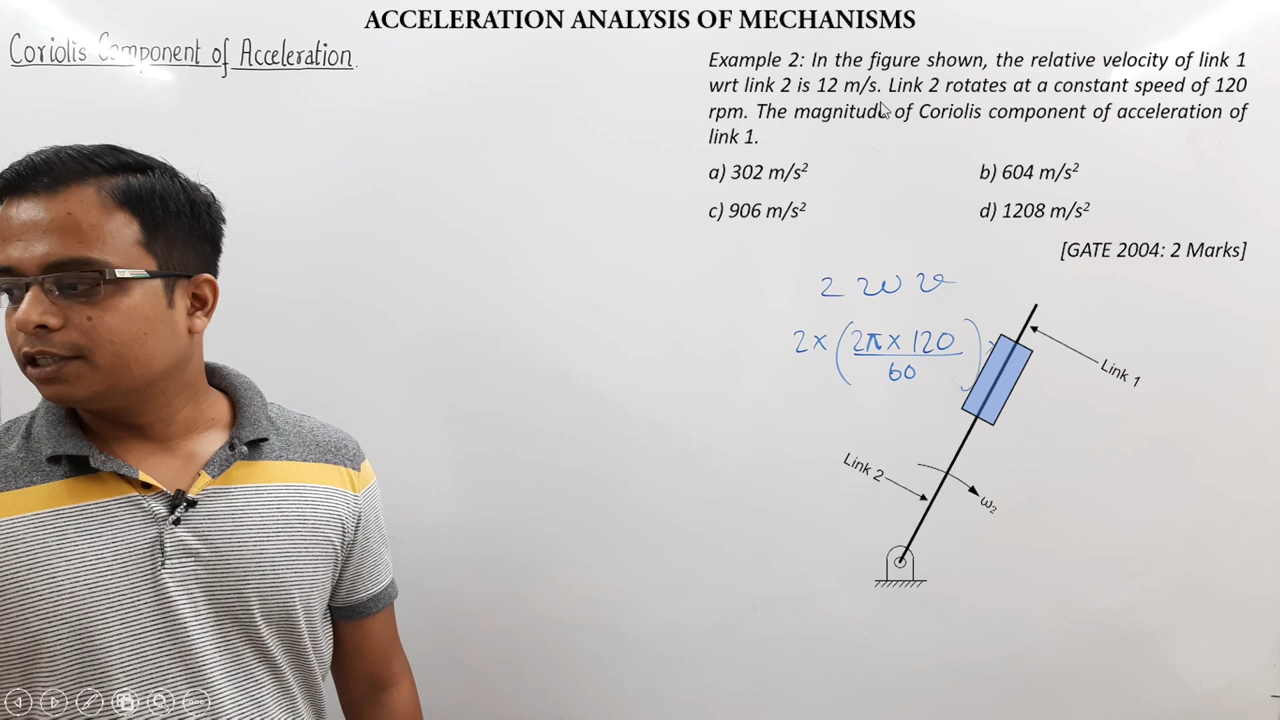 ACCELERATION ANALYSIS OF MECHANISMS
Coriolis Component of Acceleration.
Example 2: In the figure shown, the relative velocity of link 1
wrt link 2 is 12 m/s. Link 2 rotates at a constant speed of 120
rpm. The magnitude of Coriolis component of acceleration of
link 1.
a) 302 m/s²
b) 604 m/s²
c) 906 m/s²
d) 1208 m/s²
[GATE 2004: 2 Marks]
2 ω v
2 × (2π × 120 / 60) ×
Link 1
Link 2
ω₂